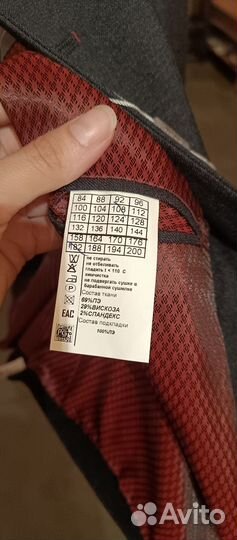 84 88 92 96
100 104 108 112
116 120 124 128
132 136 140 144
158 164 170 176
182 188 194 200
не стирать
не отбеливать
гладить t < 110 С
химчистка
не подвергать сушке в
барабанной сушилке
Состав ткани
69%ПЭ
29%ВИСКОЗА
2%СПАНДЕКС
Состав подкладки
100%ПЭ
P
EAC
Avito